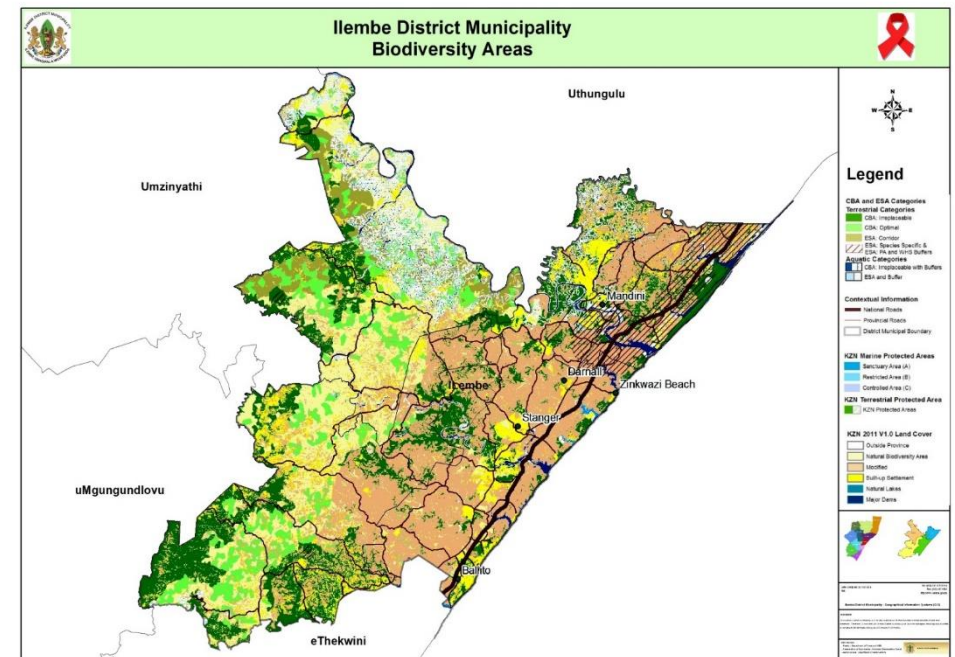 Ilembe District Municipality
Biodiversity Areas
Uthungulu
Umzinyathi
Mandini
Darnall
Zinkwazi Beach
Ilembe
Stanger
uMgungundlovu
Ballito
eThekwini
N
W
E
S
Legend
CBA and ESA Categories
Terrestrial Categories
CBA: Irreplaceable
CBA: Optimal
ESA: Corridor
ESA: Species Specific &
ESA: PA and WHS Buffers
Aquatic Categories
CBA: Irreplaceable with Buffers
ESA and Buffer
Contextual Information
National Roads
Provincial Roads
District Municipal Boundary
KZN Marine Protected Areas
Sanctuary Area (A)
Restricted Area (B)
Controlled Area (C)
KZN Terrestrial Protected Area
KZN Protected Areas
KZN 2011 V1.0 Land Cover
Outside Province
Natural Biodiversity Area
Modified
Built-up Settlement
Natural Lakes
Major Dams